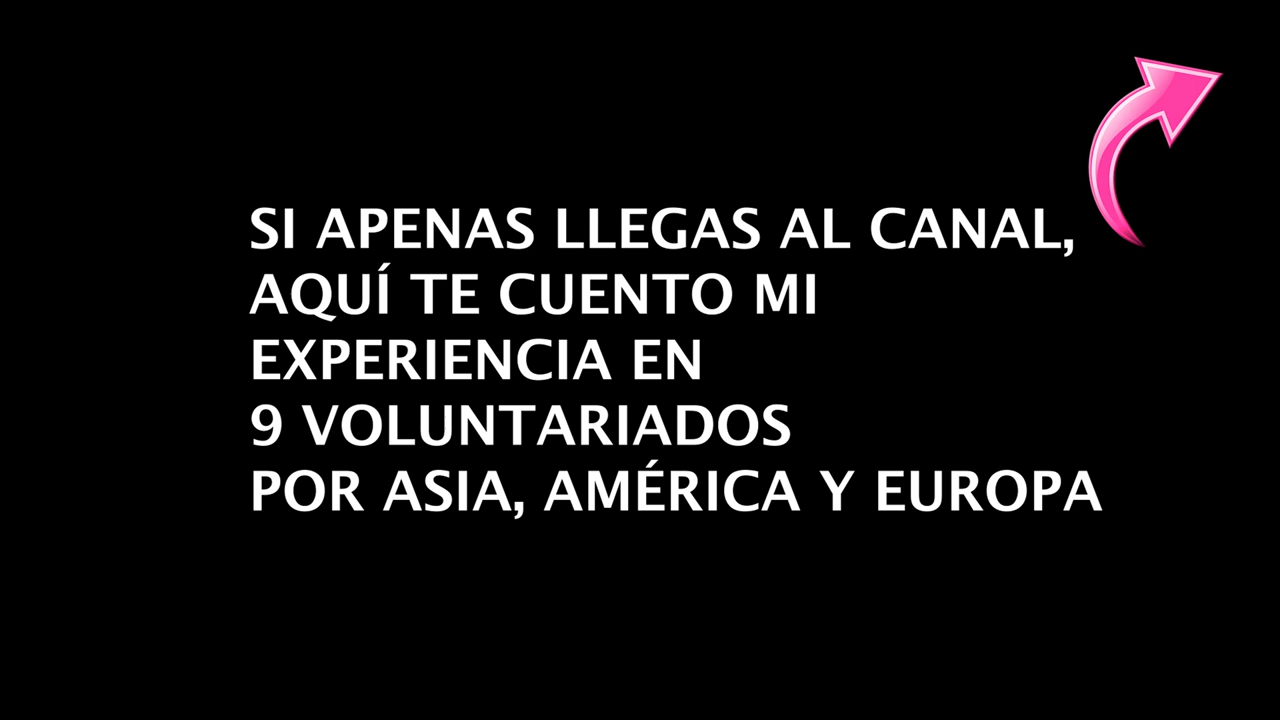 SI APENAS LLEGAS AL CANAL,
AQUÍ TE CUENTO MI
EXPERIENCIA EN
9 VOLUNTARIADOS
POR ASIA, AMÉRICA Y EUROPA